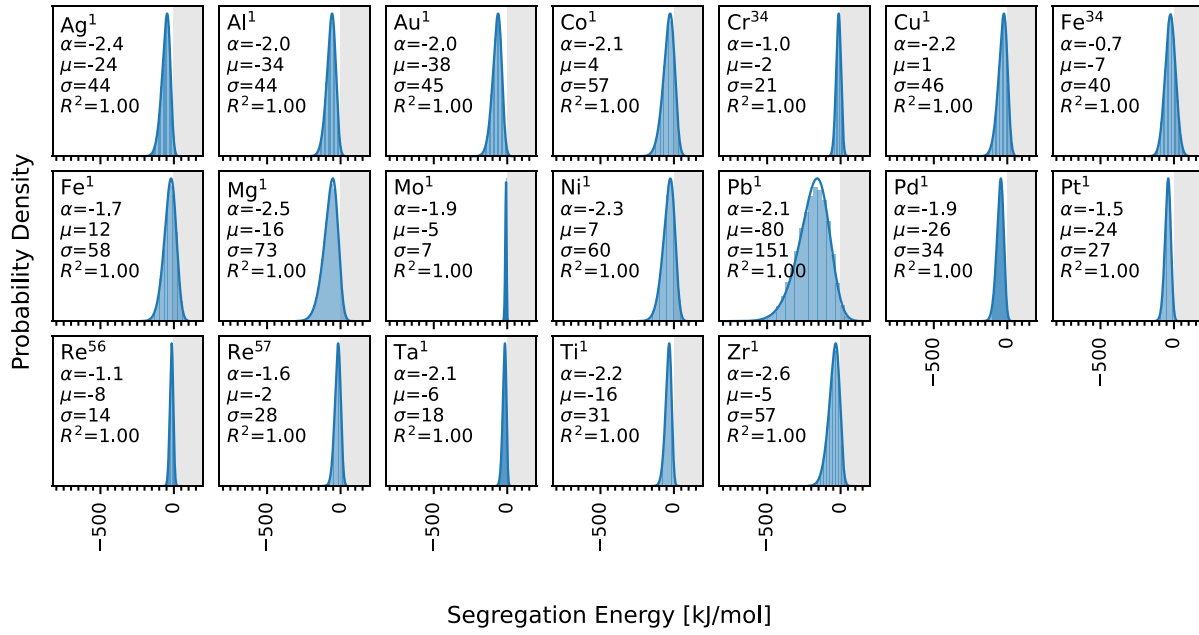 Ag¹
α=-2.4
μ=-24
σ=44
R²=1.00
Al¹
α=-2.0
μ=-34
σ=44
R²=1.00
Au¹
α=-2.0
μ=-38
σ=45
R²=1.00
Co¹
α=-2.1
μ=4
σ=57
R²=1.00
Cr³⁴
α=-1.0
μ=-2
σ=21
R²=1.00
Cu¹
α=-2.2
μ=1
σ=46
R²=1.00
Fe³⁴
α=-0.7
μ=-7
σ=40
R²=1.00
Probability Density
Fe¹
α=-1.7
μ=12
σ=58
R²=1.00
Mg¹
α=-2.5
μ=-16
σ=73
R²=1.00
Mo¹
α=-1.9
μ=-5
σ=7
R²=1.00
Ni¹
α=-2.3
μ=7
σ=60
R²=1.00
Pb¹
α=-2.1
μ=-80
σ=151
R²=1.00
Pd¹
α=-1.9
μ=-26
σ=34
R²=1.00
Pt¹
α=-1.5
μ=-24
σ=27
R²=1.00
−500 0
−500 0
Re⁵⁶
α=-1.1
μ=-8
σ=14
R²=1.00
Re⁵⁷
α=-1.6
μ=-2
σ=28
R²=1.00
Ta¹
α=-2.1
μ=-6
σ=18
R²=1.00
Ti¹
α=-2.2
μ=-16
σ=31
R²=1.00
Zr¹
α=-2.6
μ=-5
σ=57
R²=1.00
−500 0
−500 0
−500 0
−500 0
−500 0
Segregation Energy [kJ/mol]